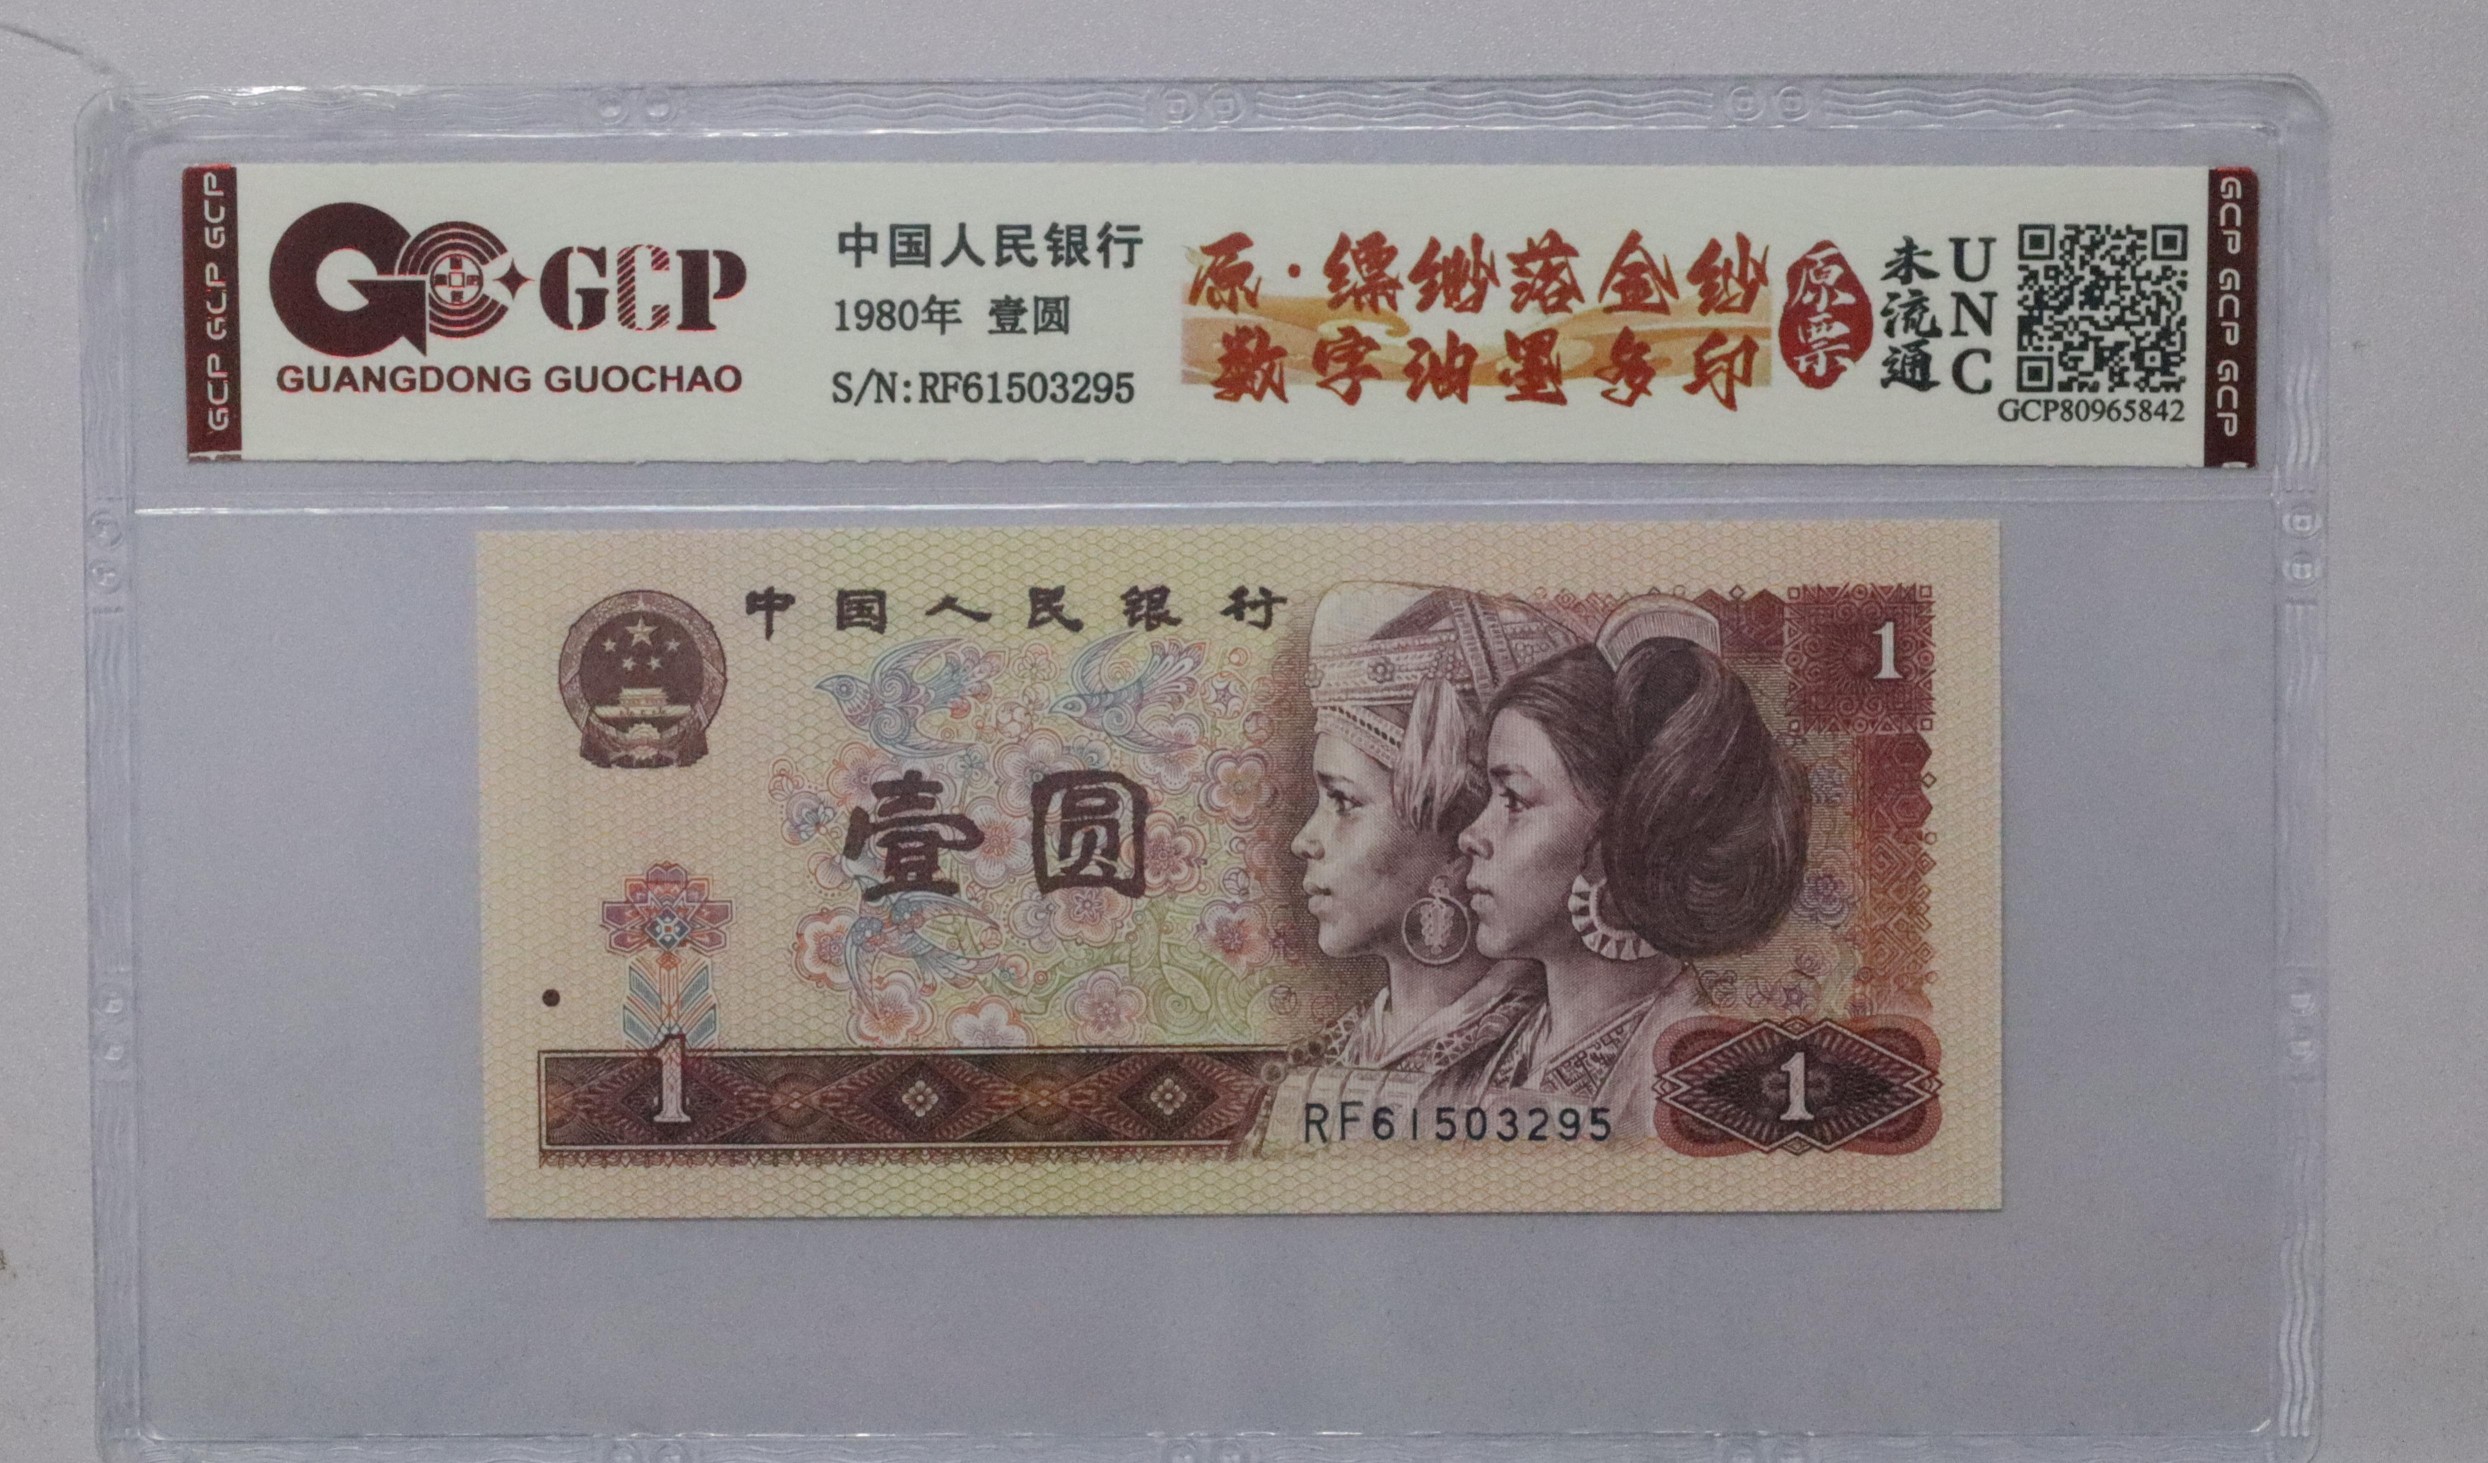 GCP GCP GCP
GCP
GUANGDONG GUOCHAO
中国人民银行
1980年 壹圆
S/N:RF61503295
原·缥缈落金纱
数字油墨多印
原票
未流通
UNC
GCP80965842
GCP GCP GCP
中国人民银行
1
壹圆
1
RF61503295
1